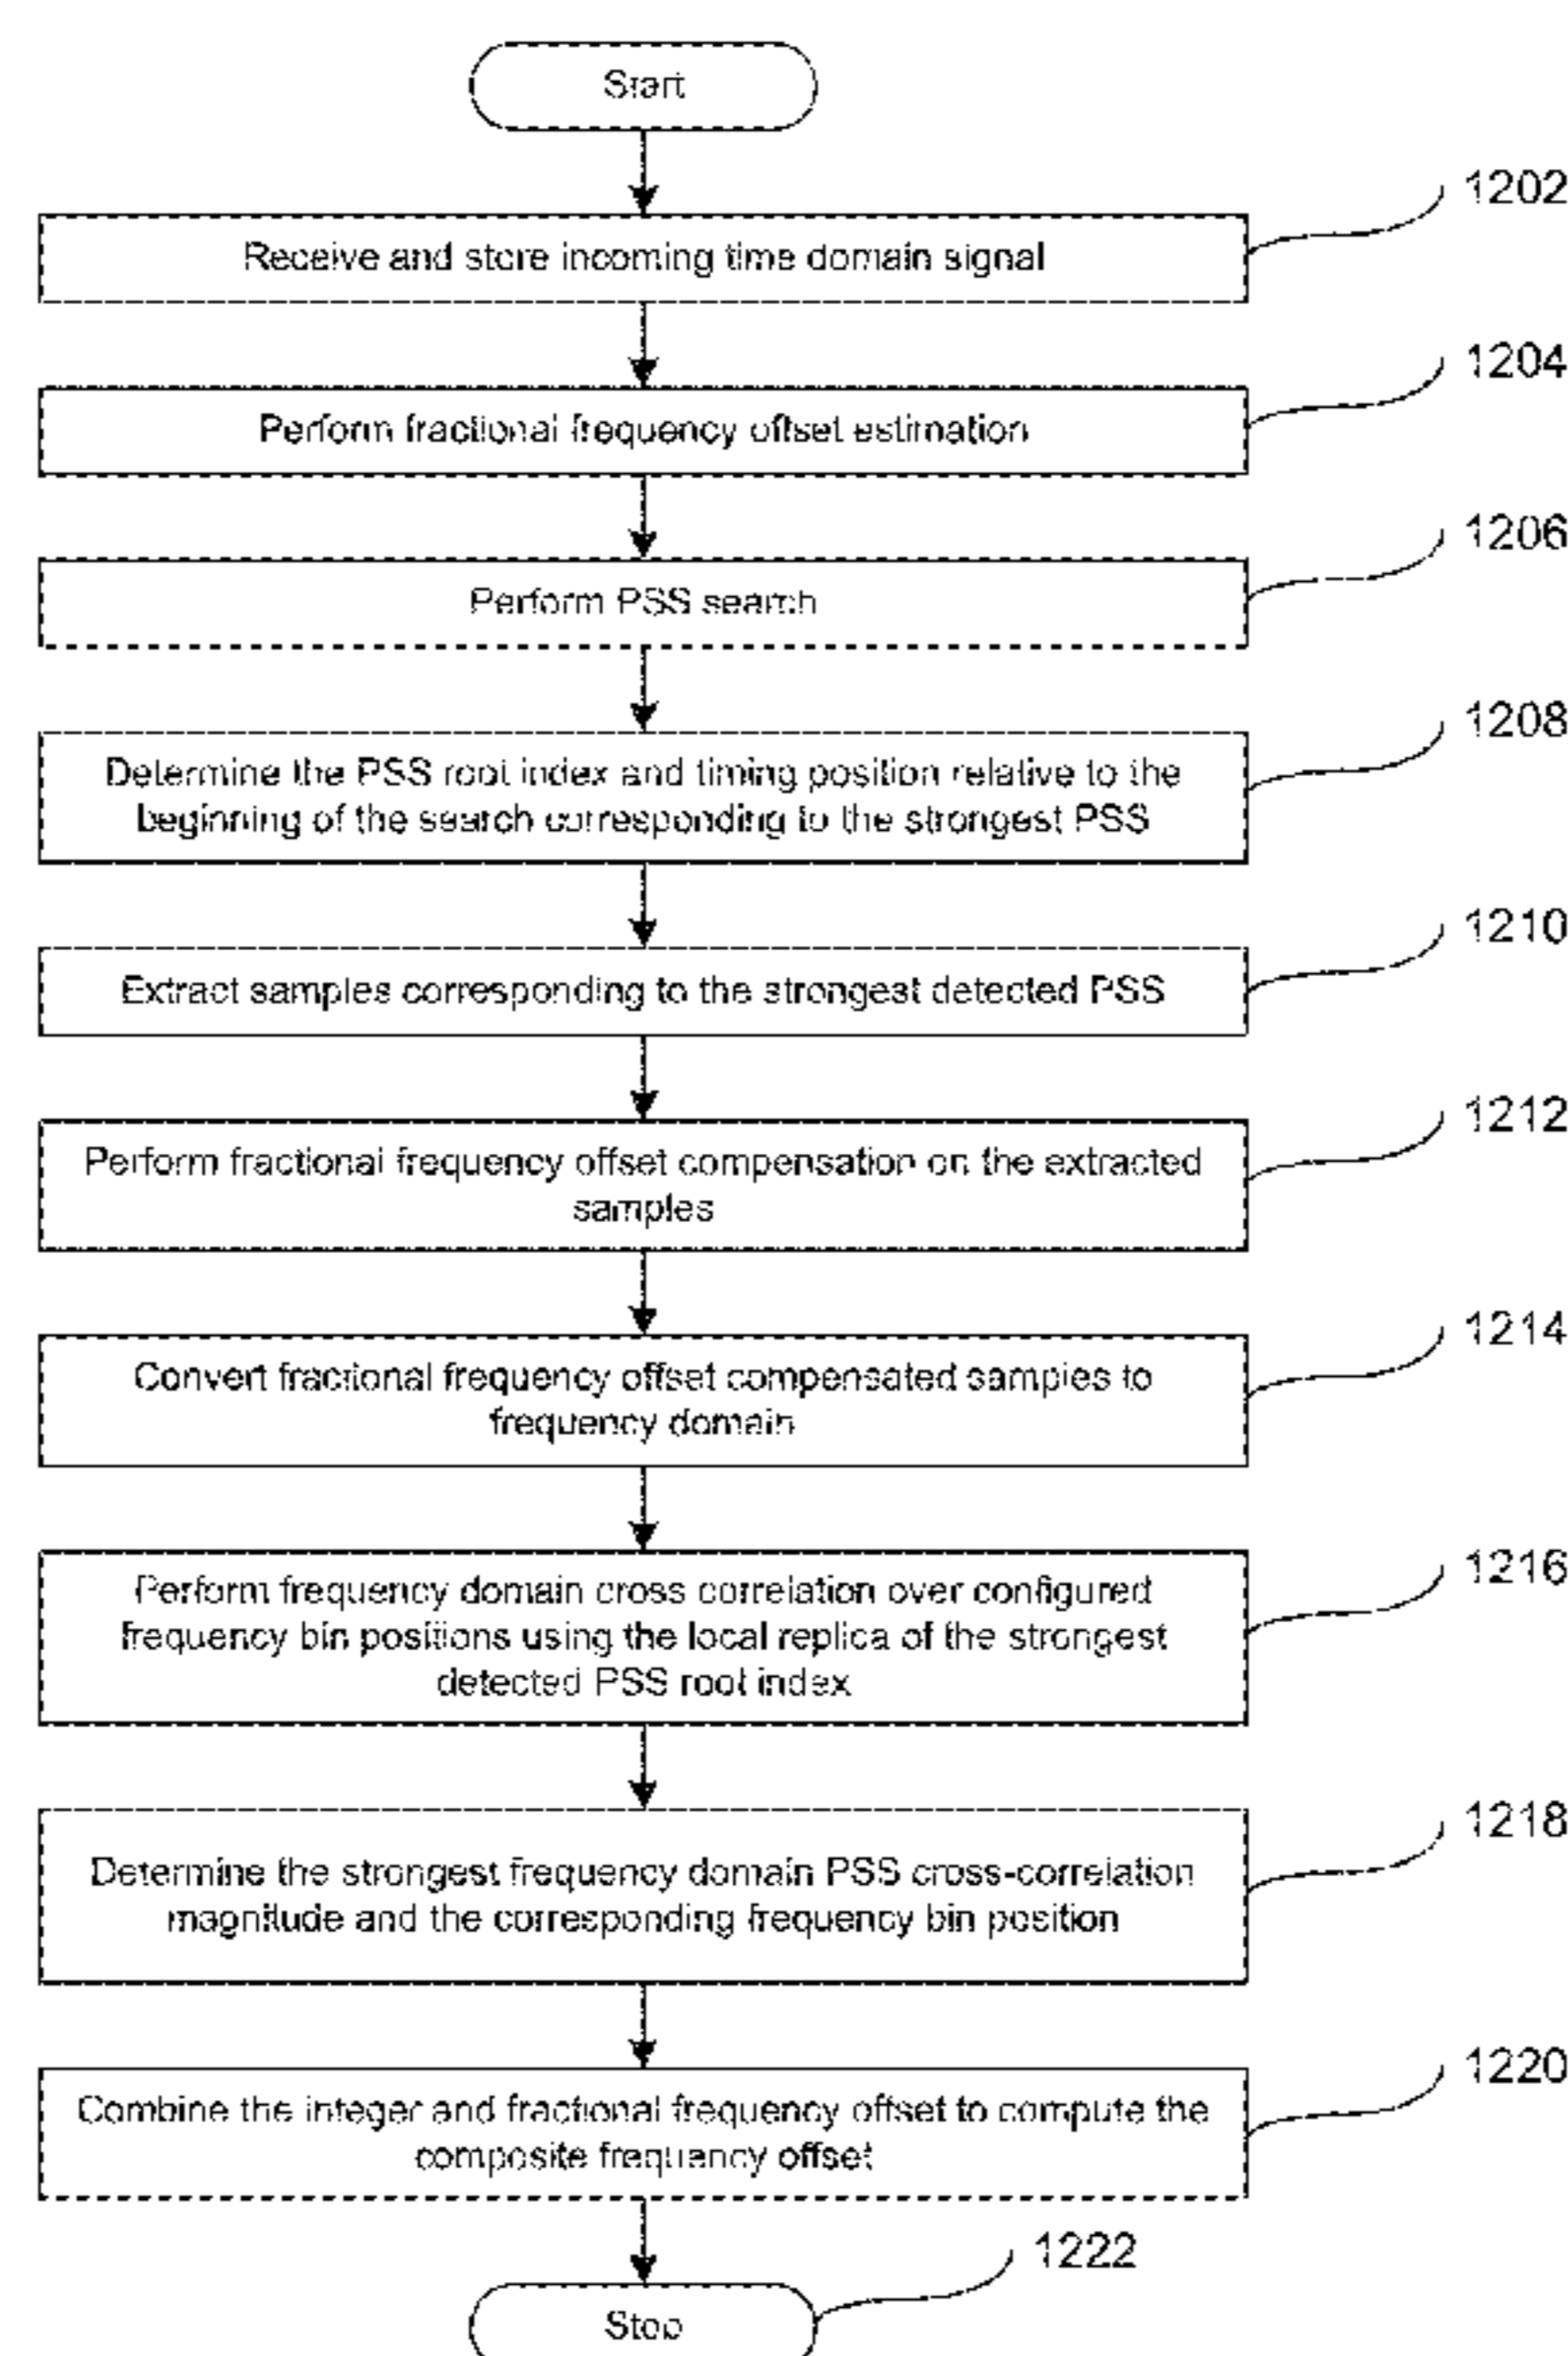 Start
1202
Receive and store incoming time domain signal
1204
Perform fractional frequency offset estimation
1206
Perform PSS search
1208
Determine the PSS root index and timing position relative to the
beginning of the search corresponding to the strongest PSS
1210
Extract samples corresponding to the strongest detected PSS
1212
Perform fractional frequency offset compensation on the extracted
samples
1214
Convert fractional frequency offset compensated samples to
frequency domain
1216
Perform frequency domain cross correlation over configured
frequency bin positions using the local replica of the strongest
detected PSS root index
1218
Determine the strongest frequency domain PSS cross-correlation
magnitude and the corresponding frequency bin position
1220
Combine the integer and fractional frequency offset to compute the
composite frequency offset
1222
Stop